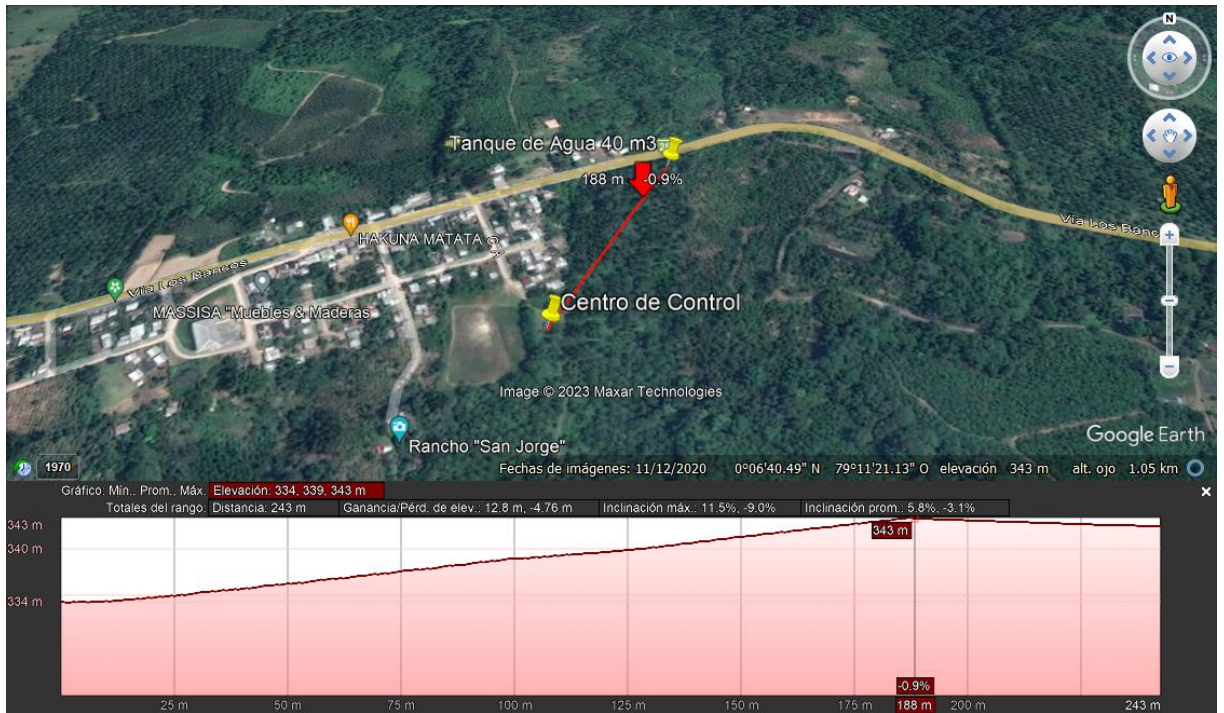 N
Tanque de Agua 40 m3
188 m -0.9%
HAKUNA MATATA
Vía Los Bancos
Vía Los Banc
MASSISA "Muebles & Maderas
Centro de Control
Image © 2023 Maxar Technologies
Rancho "San Jorge"
Google Earth
1970
Fechas de imágenes: 11/12/2020 0°06'40.49" N 79°11'21.13" O elevación 343 m alt. ojo 1.05 km
Gráfico: Mín., Prom., Máx. Elevación: 334, 339, 343 m
Totales del rango: Distancia: 243 m Ganancia/Pérd. de elev.: 12.8 m, -4.76 m Inclinación máx.: 11.5%, -9.0% Inclinación prom.: 5.8%, -3.1%
343 m
343 m
340 m
334 m
-0.9%
25 m 50 m 75 m 100 m 125 m 150 m 175 m 188 m 200 m 243 m